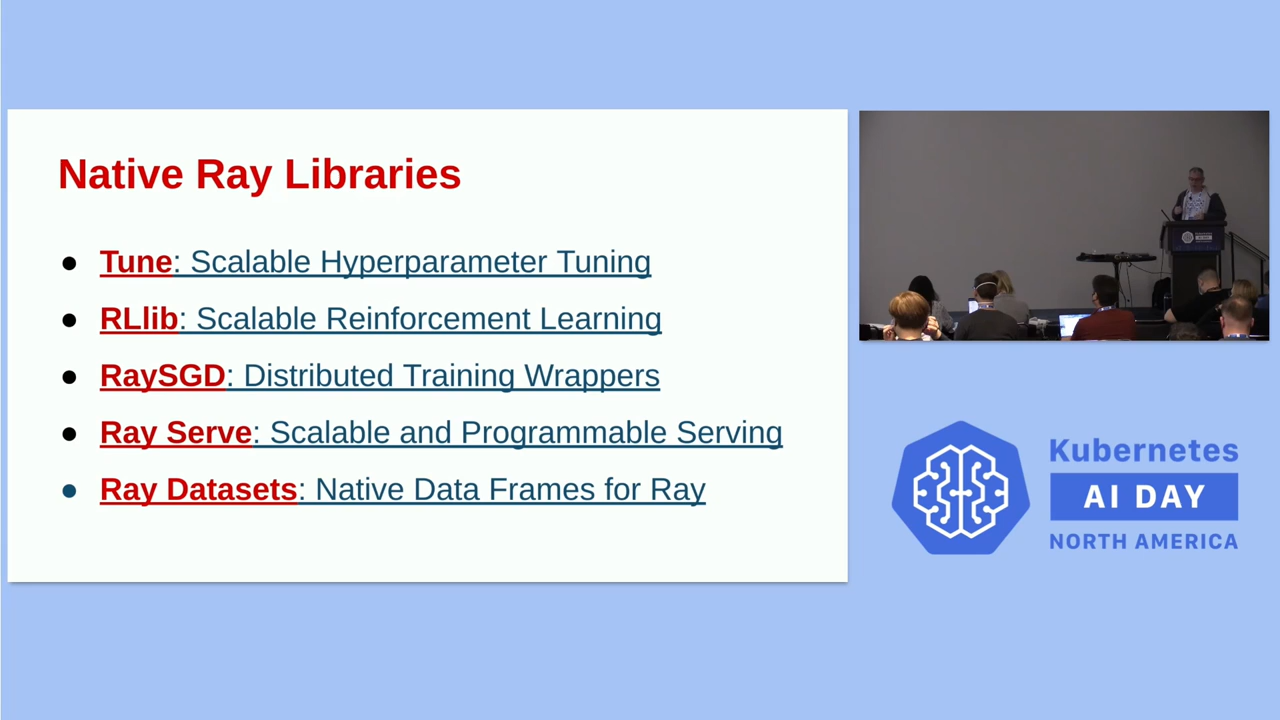 Native Ray Libraries
● Tune: Scalable Hyperparameter Tuning
● RLlib: Scalable Reinforcement Learning
● RaySGD: Distributed Training Wrappers
● Ray Serve: Scalable and Programmable Serving
● Ray Datasets: Native Data Frames for Ray
Kubernetes
AI DAY
NORTH AMERICA